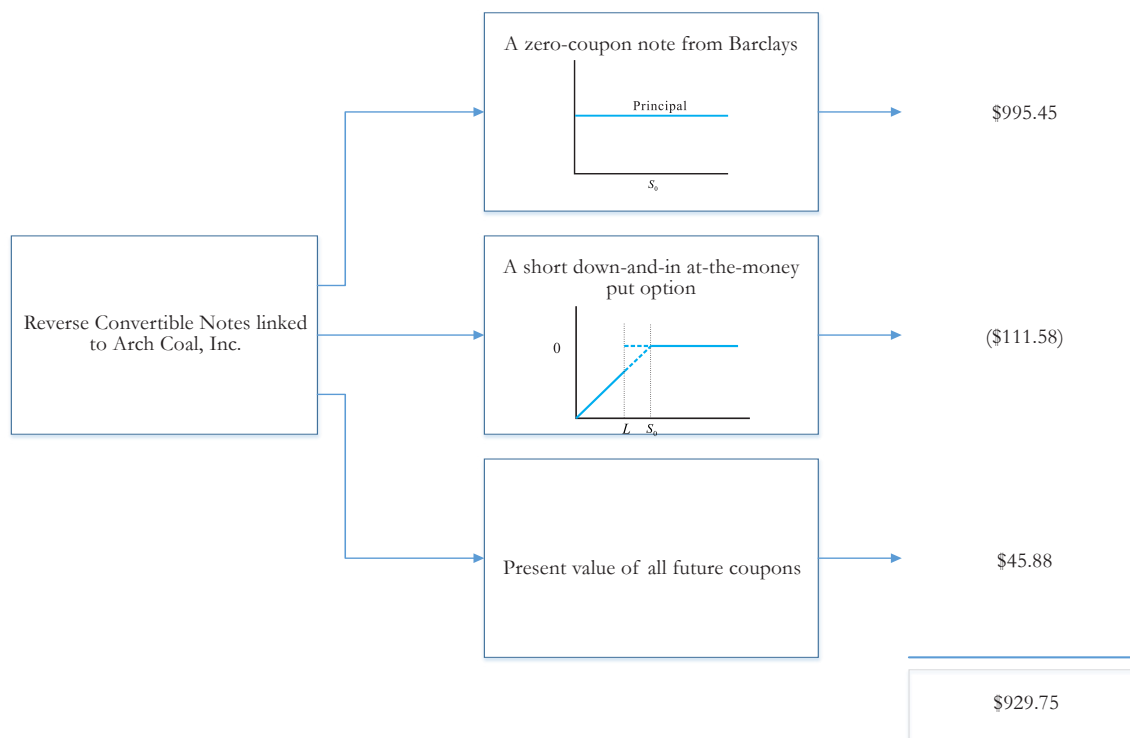 A zero-coupon note from Barclays
Principal
S0
$995.45
Reverse Convertible Notes linked
to Arch Coal, Inc.
A short down-and-in at-the-money
put option
0
L
S0
($111.58)
Present value of all future coupons
$45.88
$929.75